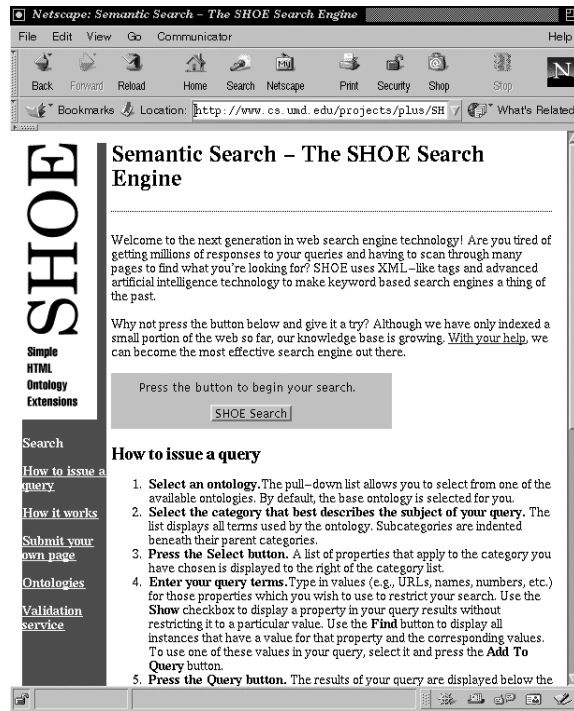 Netscape: Semantic Search – The SHOE Search Engine
File Edit View Go Communicator Help
Back Forward Reload Home Search Netscape Print Security Shop Stop
My
N
Bookmarks Location: http://www.cs.umd.edu/projects/plus/SH What's Related
SHOE
Simple
HTML
Ontology
Extensions
Search
How to issue a
query
How it works
Submit your
own page
Ontologies
Validation
service
Semantic Search – The SHOE Search
Engine
Welcome to the next generation in web search engine technology! Are you tired of
getting millions of responses to your queries and having to scan through many
pages to find what you're looking for? SHOE uses XML–like tags and advanced
artificial intelligence technology to make keyword based search engines a thing of
the past.
Why not press the button below and give it a try? Although we have only indexed a
small portion of the web so far, our knowledge base is growing. With your help, we
can become the most effective search engine out there.
Press the button to begin your search.
SHOE Search
How to issue a query
1. Select an ontology.The pull–down list allows you to select from one of the
available ontologies. By default, the base ontology is selected for you.
2. Select the category that best describes the subject of your query. The
list displays all terms used by the ontology. Subcategories are indented
beneath their parent categories.
3. Press the Select button. A list of properties that apply to the category you
have chosen is displayed to the right of the category list.
4. Enter your query terms.Type in values (e.g., URLs, names, numbers, etc.)
for those properties which you wish to use to restrict your search. Use the
Show checkbox to display a property in your query results without
restricting it to a particular value. Use the Find button to display all
instances that have a value for that property and the corresponding values.
To use one of these values in your query, select it and press the Add To
Query button.
5. Press the Query button. The results of your query are displayed below the